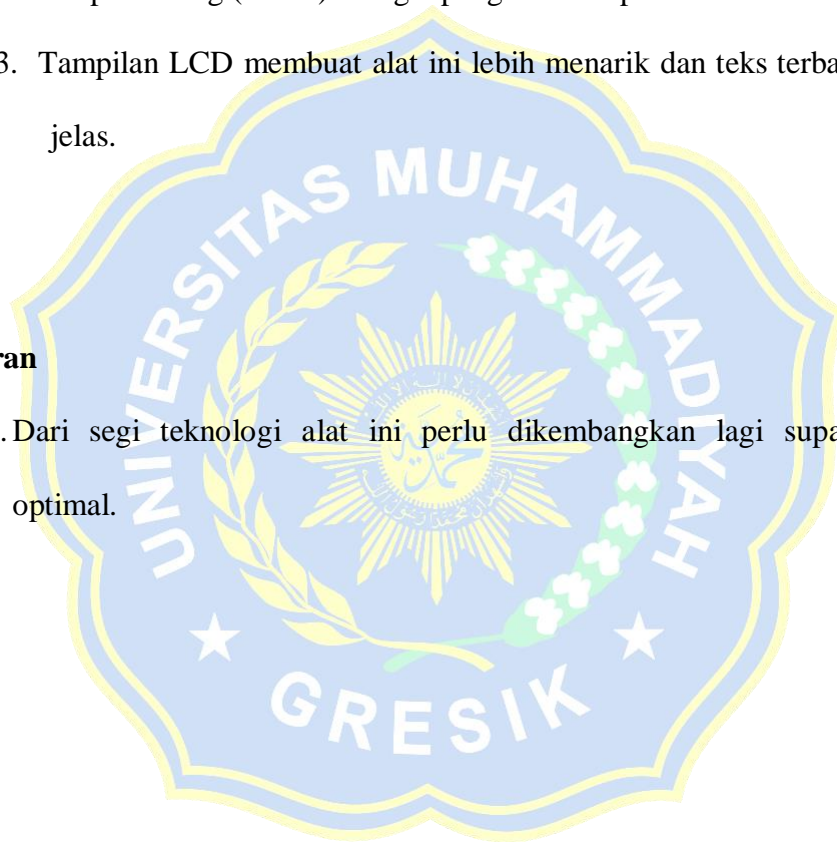 3. Tampilan LCD membuat alat ini lebih menarik dan teks terba
jelas.
ran
. Dari segi teknologi alat ini perlu dikembangkan lagi supa
optimal.
UNIVERSITAS MUHAMMADIYAH
GRESIK